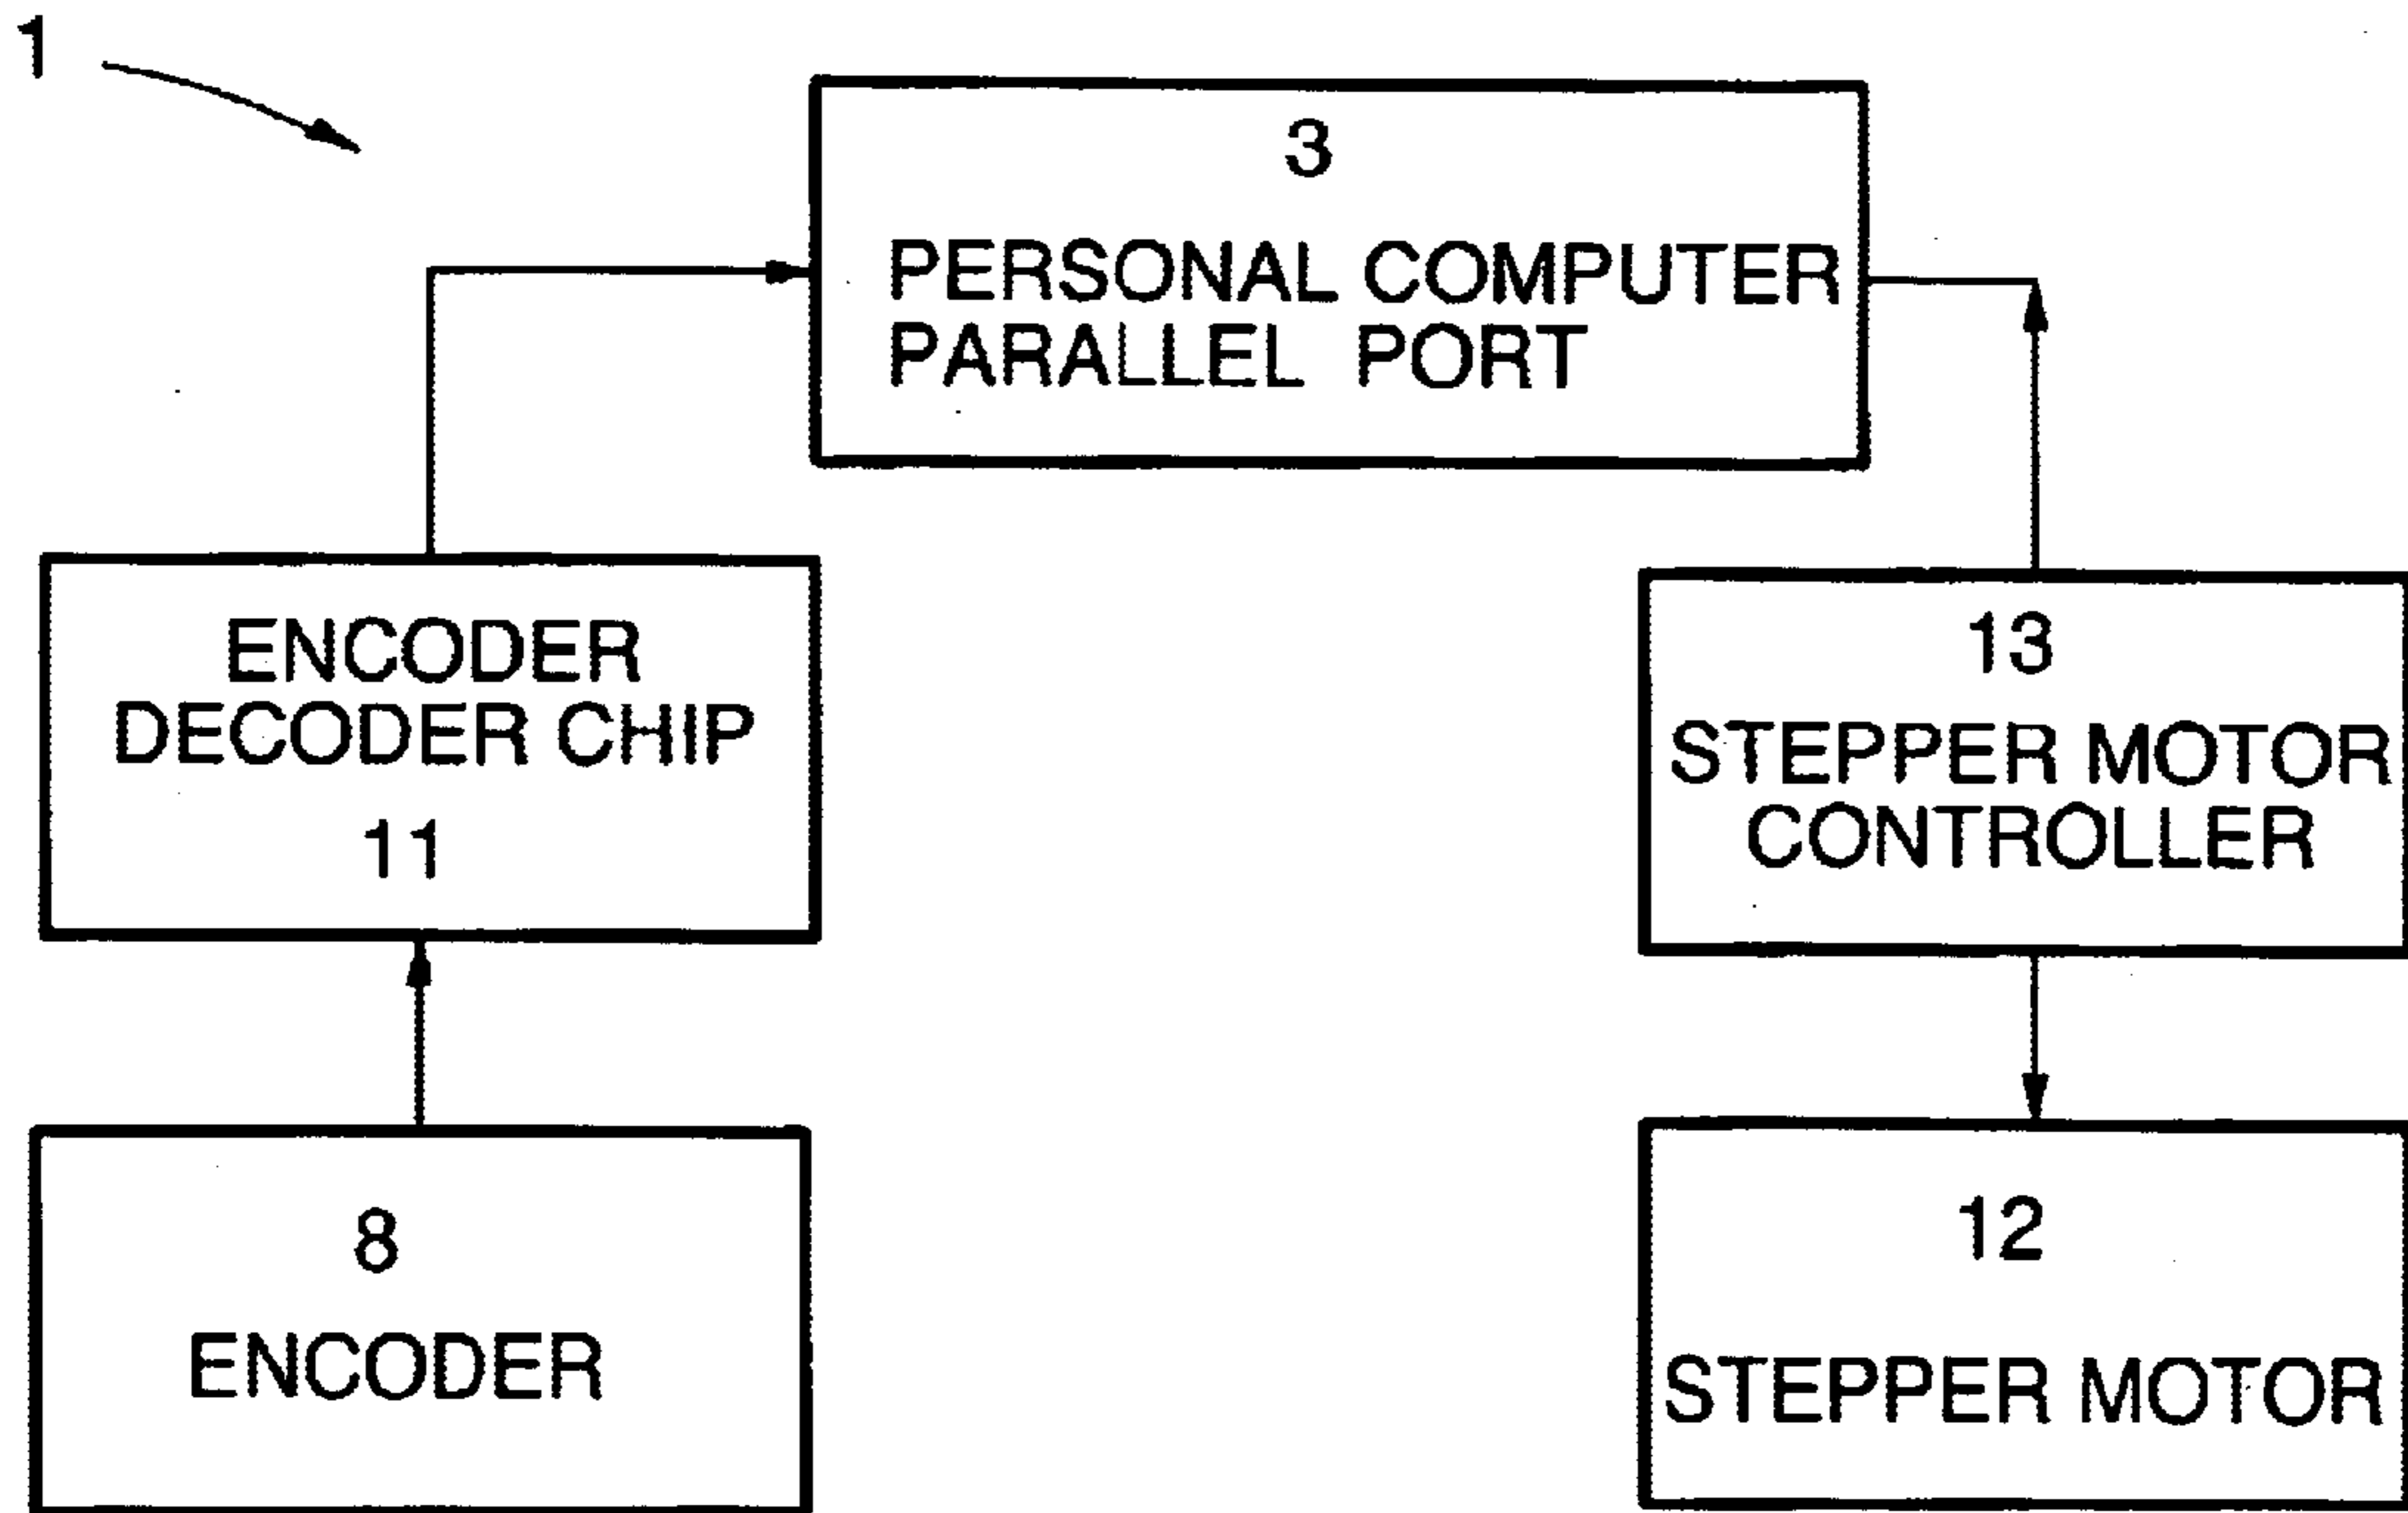 1
3
PERSONAL COMPUTER
PARALLEL PORT
ENCODER
DECODER CHIP
11
13
STEPPER MOTOR
CONTROLLER
8
ENCODER
12
STEPPER MOTOR